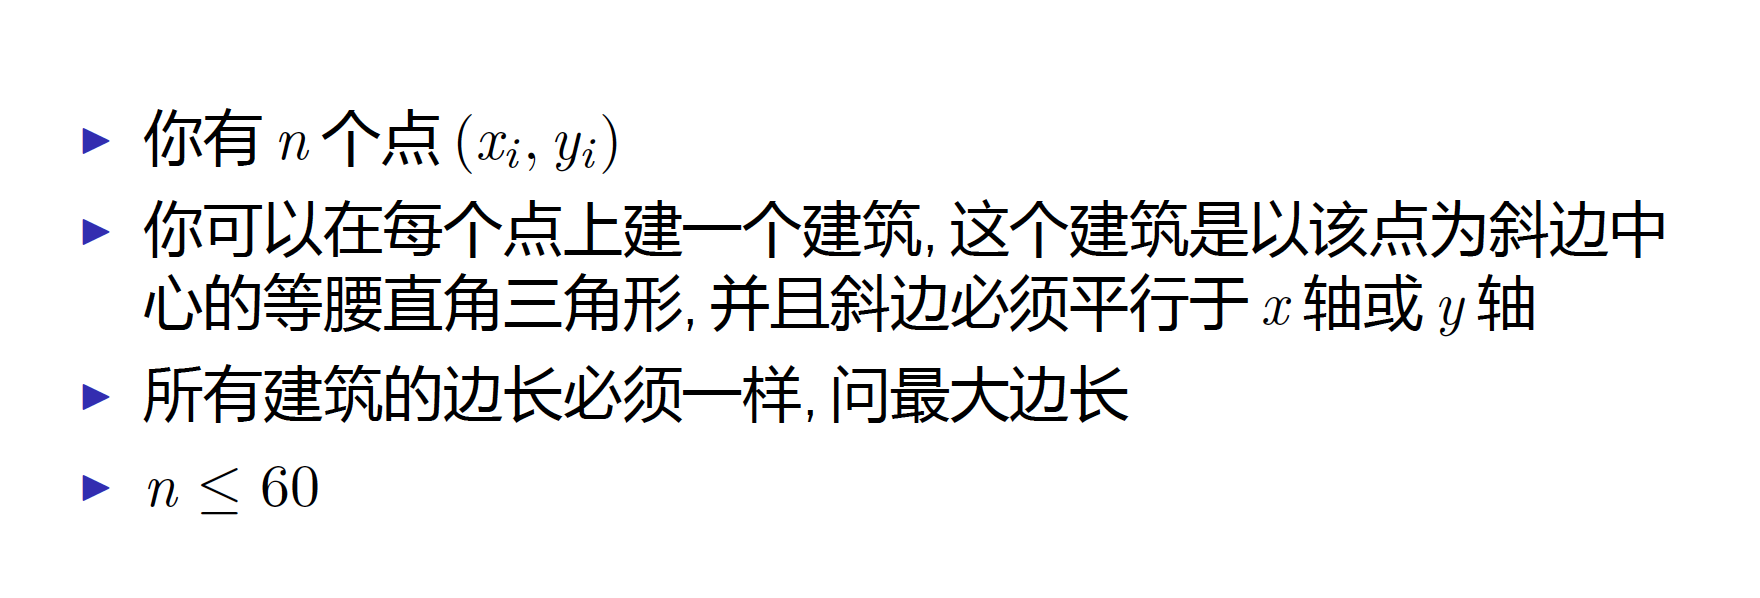 ▶ 你有 n 个点 (xᵢ, yᵢ)
▶ 你可以在每个点上建一个建筑, 这个建筑是以该点为斜边中
心的等腰直角三角形, 并且斜边必须平行于 x 轴或 y 轴
▶ 所有建筑的边长必须一样, 问最大边长
▶ n ≤ 60